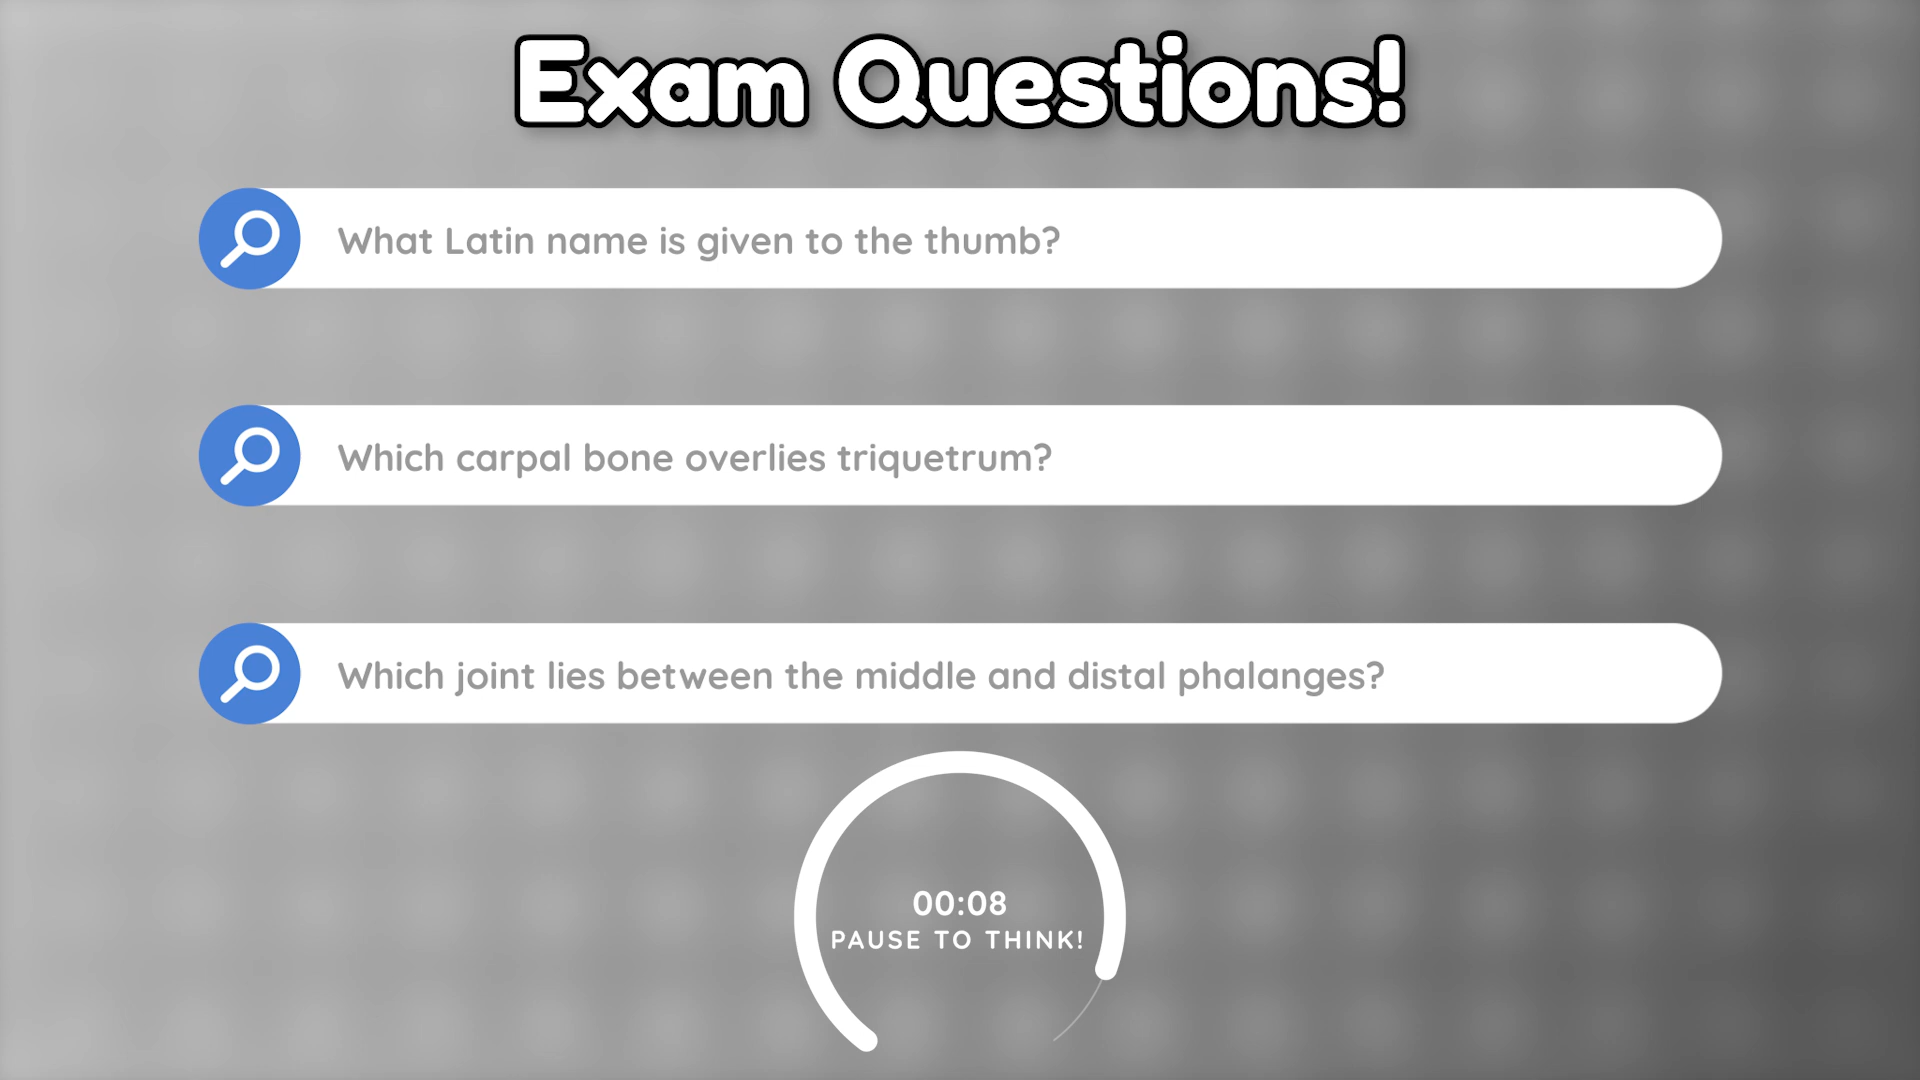 Exam Questions!
What Latin name is given to the thumb?
Which carpal bone overlies triquetrum?
Which joint lies between the middle and distal phalanges?
00:08
PAUSE TO THINK!